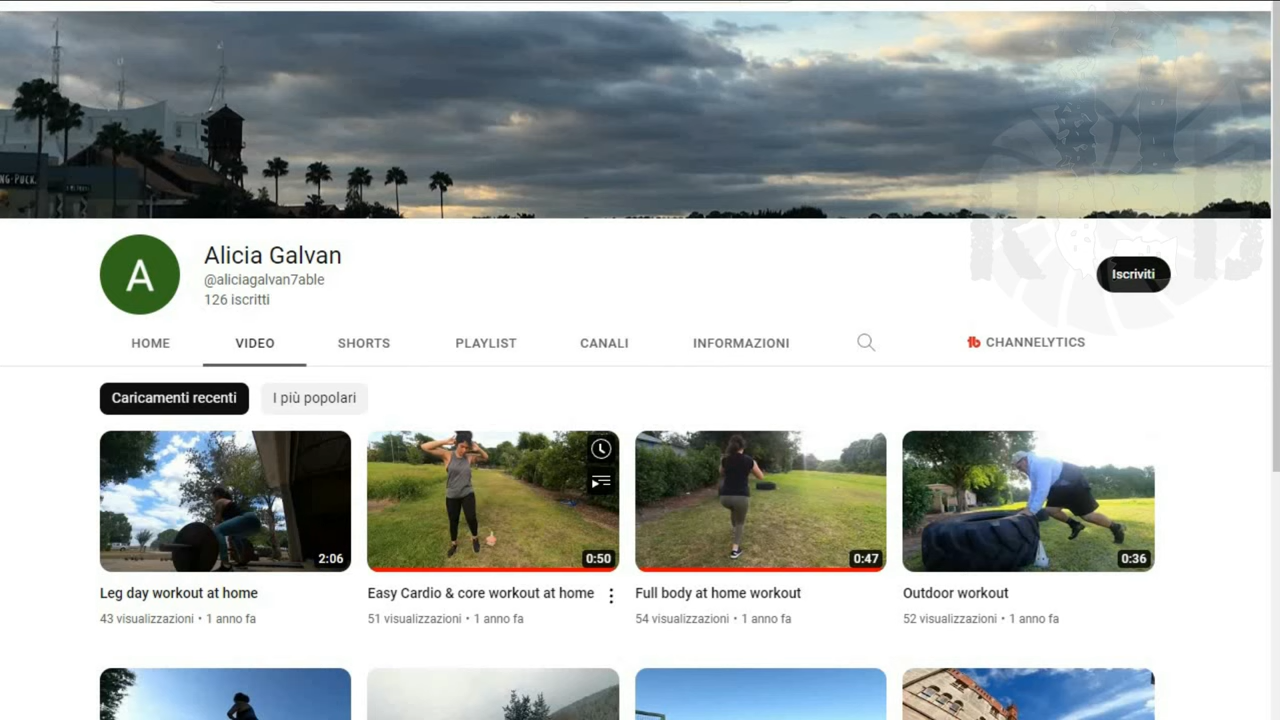 NG-PUCK
A
Alicia Galvan
@aliciagalvan7able
126 iscritti
Iscriviti
HOME VIDEO SHORTS PLAYLIST CANALI INFORMAZIONI CHANNELYTICS
Caricamenti recenti I più popolari
2:06 0:50 0:47 0:36
Leg day workout at home Easy Cardio & core workout at home Full body at home workout Outdoor workout
43 visualizzazioni • 1 anno fa 51 visualizzazioni • 1 anno fa 54 visualizzazioni • 1 anno fa 52 visualizzazioni • 1 anno fa